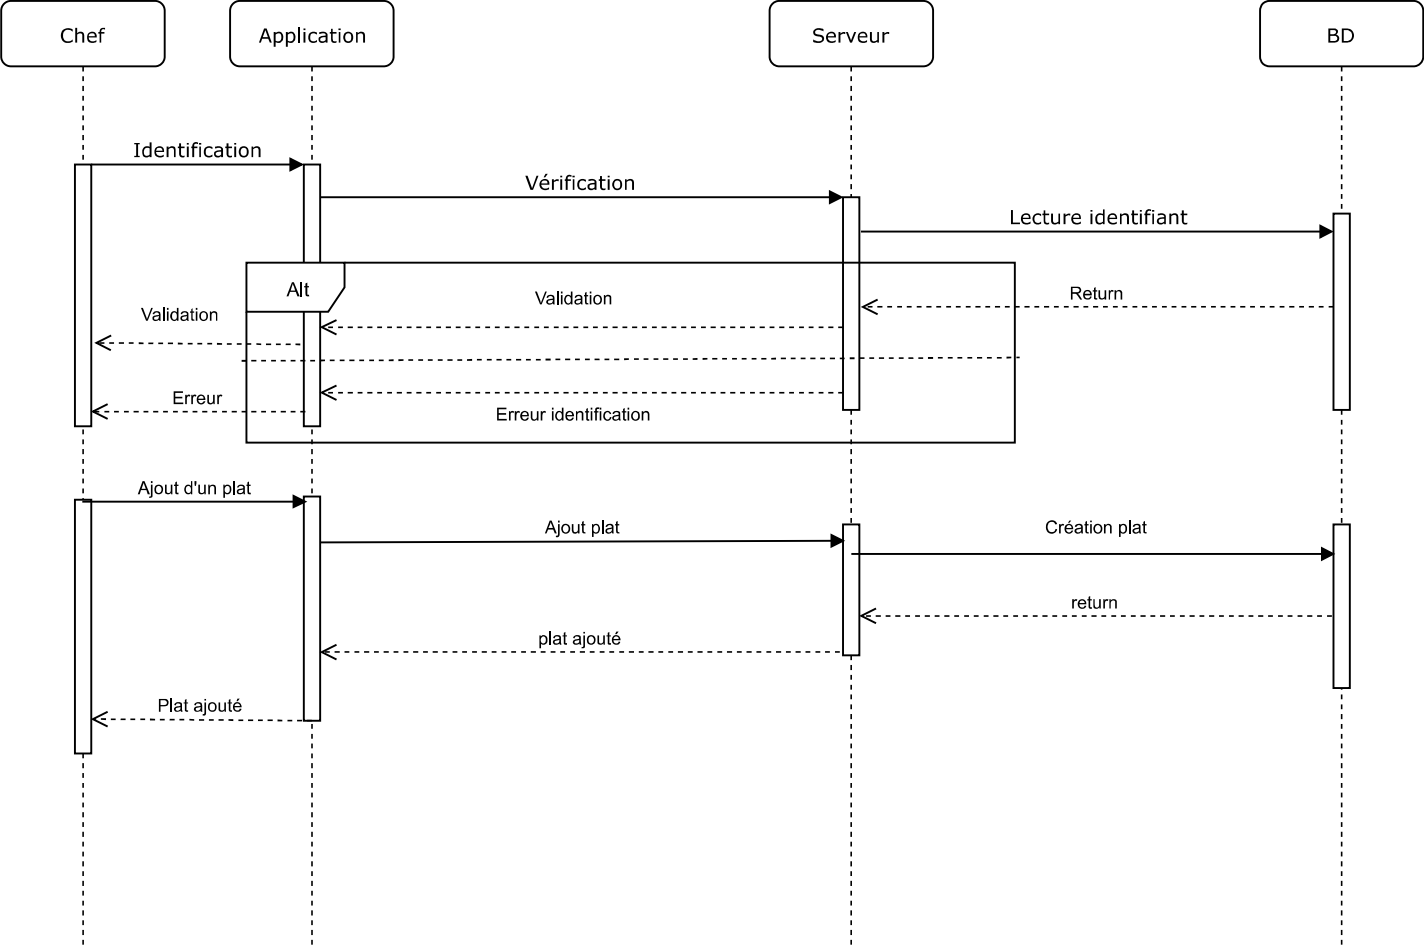 Chef
Application
Serveur
BD
Identification
Vérification
Lecture identifiant
Alt
Validation
Return
Validation
Erreur
Erreur identification
Ajout d'un plat
Ajout plat
Création plat
return
plat ajouté
Plat ajouté